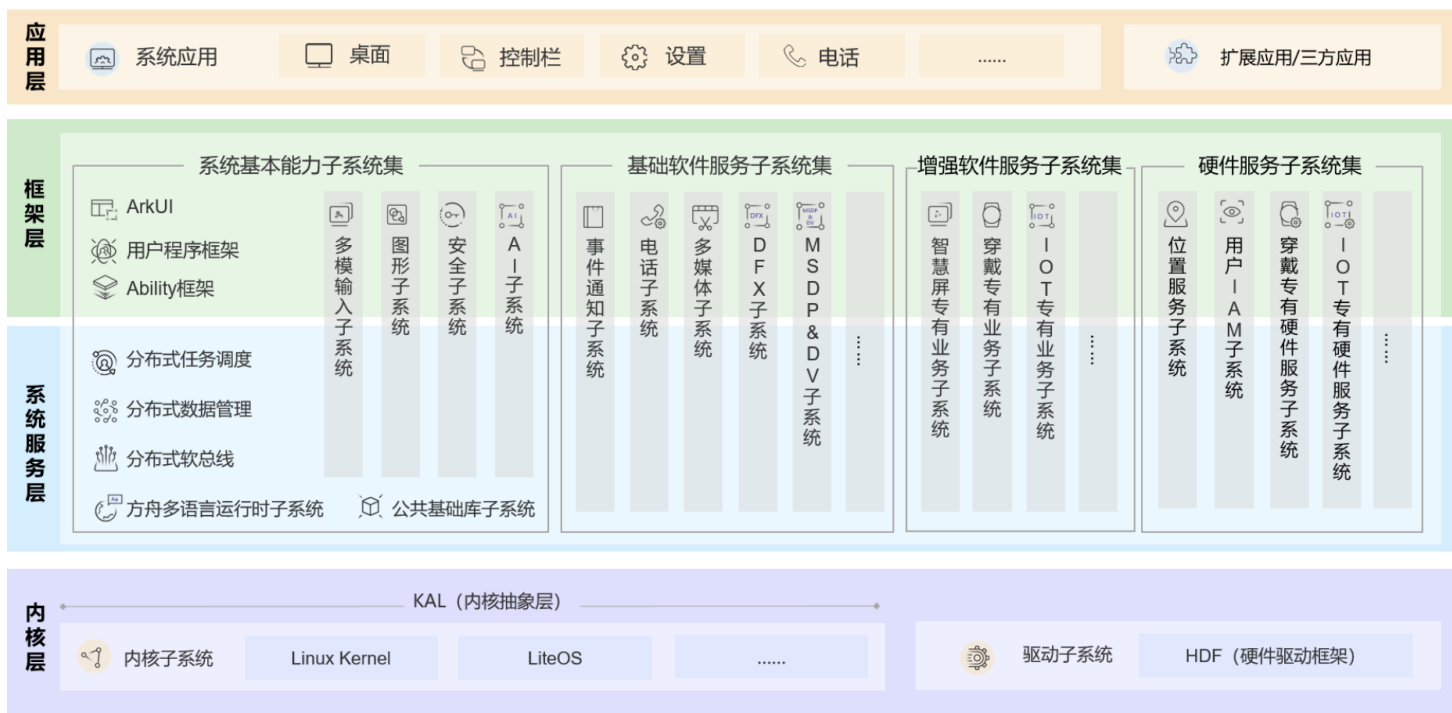 应用层
系统应用
桌面
控制栏
设置
电话
......
扩展应用/三方应用
框架层
系统服务层
系统基本能力子系统集
ArkUI
用户程序框架
Ability框架
分布式任务调度
分布式数据管理
分布式软总线
方舟多语言运行时子系统
公共基础库子系统
多模输入子系统
图形子系统
安全子系统
AI子系统
AI
基础软件服务子系统集
事件通知子系统
电话子系统
多媒体子系统
DFX
DFX子系统
MSDP
&
DV
MSDP&DV子系统
......
增强软件服务子系统集
智慧屏专有业务子系统
穿戴专有业务子系统
IOT
IOT专有业务子系统
......
硬件服务子系统集
位置服务子系统
用户IAM子系统
穿戴专有硬件服务子系统
IOT
IOT专有硬件服务子系统
......
内核层
KAL（内核抽象层）
内核子系统
Linux Kernel
LiteOS
......
驱动子系统
HDF（硬件驱动框架）